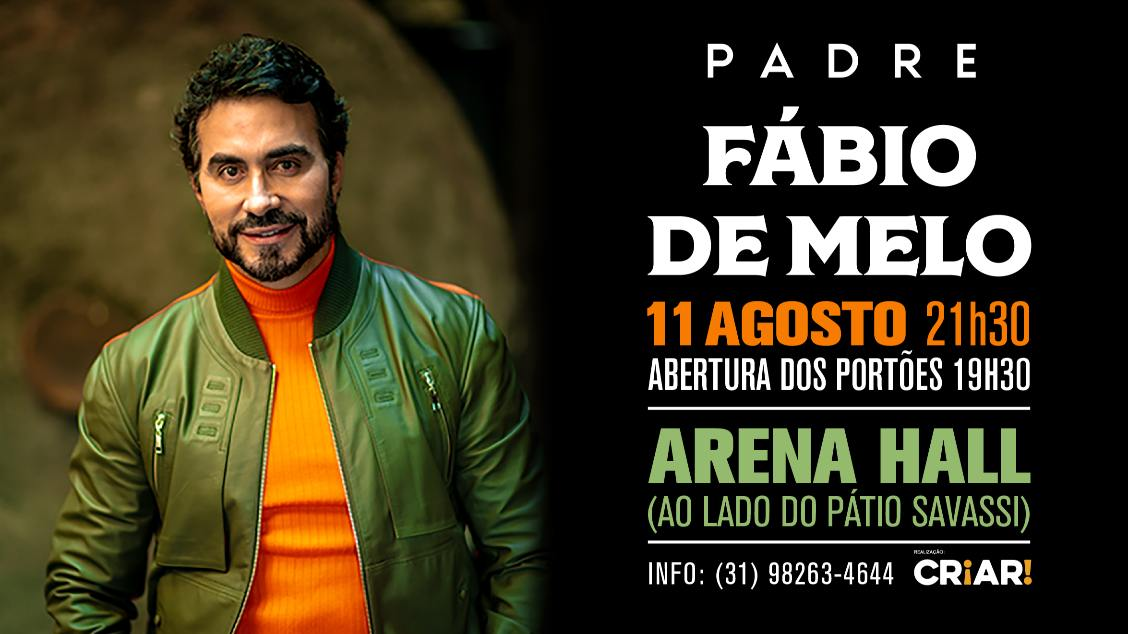 PADRE
FÁBIO
DE MELO
11 AGOSTO 21h30
ABERTURA DOS PORTÕES 19H30
ARENA HALL
(AO LADO DO PÁTIO SAVASSI)
REALIZAÇÃO:
INFO: (31) 98263-4644 CRiAR!